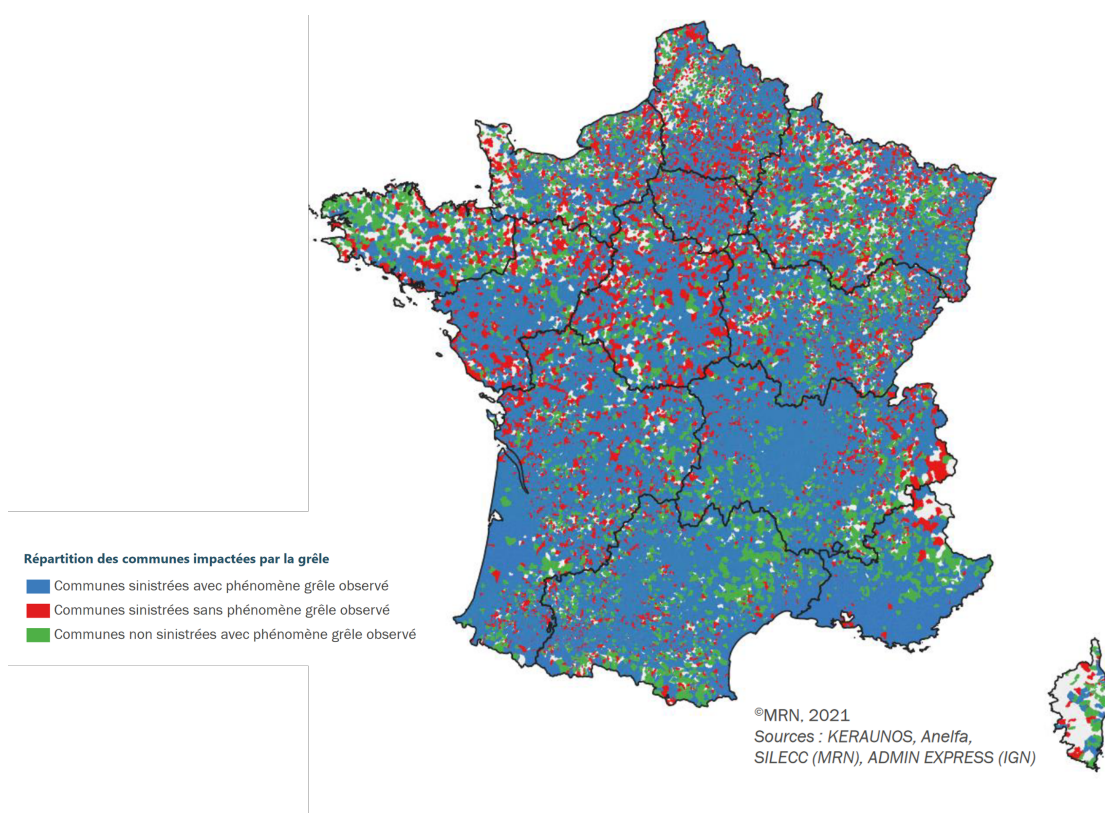 Répartition des communes impactées par la grêle
Communes sinistrées avec phénomène grêle observé
Communes sinistrées sans phénomène grêle observé
Communes non sinistrées avec phénomène grêle observé
©MRN, 2021
Sources : KERAUNOS, Anelfa,
SILECC (MRN), ADMIN EXPRESS (IGN)